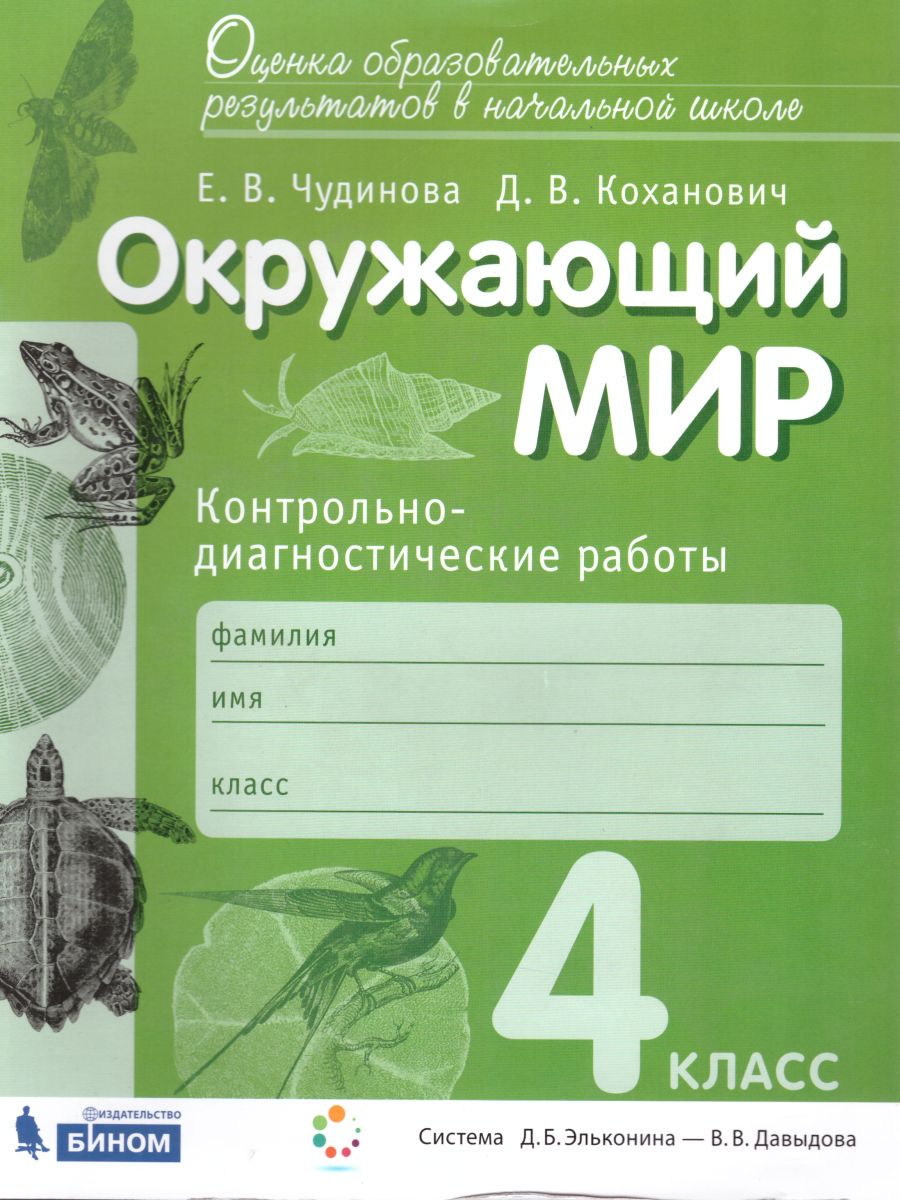 Оценка образовательных
результатов в начальной школе
Е. В. Чудинова Д. В. Коханович
Окружающий
МИР
Контрольно-
диагностические работы
фамилия
имя
класс
4
КЛАСС
ИЗДАТЕЛЬСТВО
БИНОМ
Система Д. Б. Эльконина — В. В. Давыдова